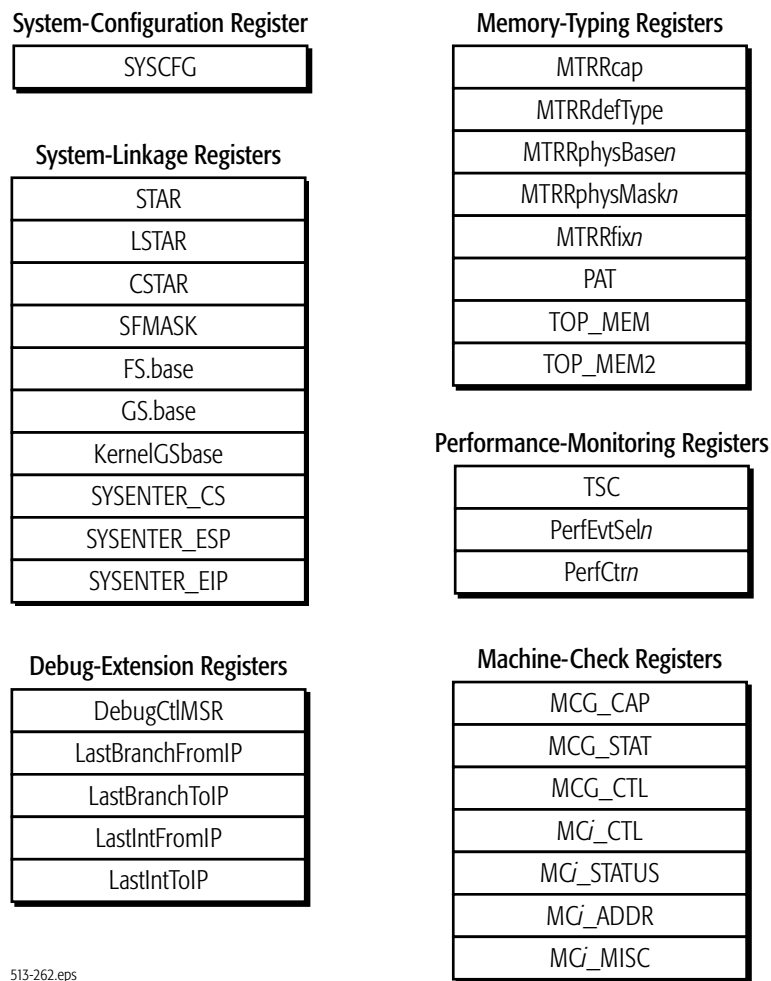 System-Configuration Register
SYSCFG
System-Linkage Registers
STAR
LSTAR
CSTAR
SFMASK
FS.base
GS.base
KernelGSbase
SYSENTER_CS
SYSENTER_ESP
SYSENTER_EIP
Debug-Extension Registers
DebugCtlMSR
LastBranchFromIP
LastBranchToIP
LastIntFromIP
LastIntToIP
513-262.eps
Memory-Typing Registers
MTRRcap
MTRRdefType
MTRRphysBasen
MTRRphysMaskn
MTRRfixn
PAT
TOP_MEM
TOP_MEM2
Performance-Monitoring Registers
TSC
PerfEvtSeln
PerfCtrn
Machine-Check Registers
MCG_CAP
MCG_STAT
MCG_CTL
MCi_CTL
MCi_STATUS
MCi_ADDR
MCi_MISC